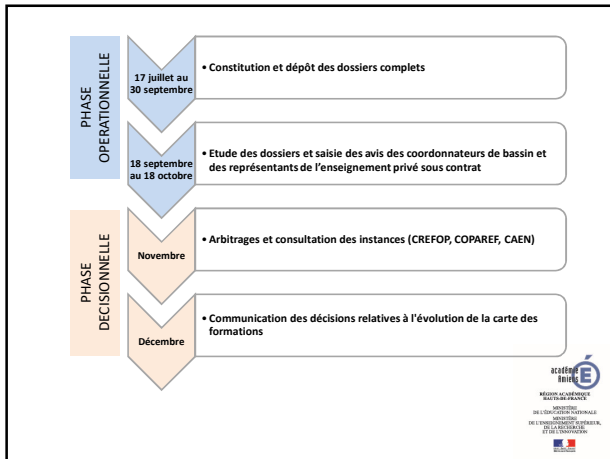 PHASE
OPERATIONNELLE
17 juillet au
30 septembre
• Constitution et dépôt des dossiers complets
18 septembre
au 18 octobre
• Etude des dossiers et saisie des avis des coordonnateurs de bassin et
des représentants de l'enseignement privé sous contrat
PHASE
DECISIONNELLE
Novembre
• Arbitrages et consultation des instances (CREFOP, COPAREF, CAEN)
Décembre
• Communication des décisions relatives à l'évolution de la carte des
formations
académie
Amiens
RÉGION ACADÉMIQUE
HAUTS-DE-FRANCE
MINISTÈRE
DE L'ÉDUCATION NATIONALE
MINISTÈRE
DE L'ENSEIGNEMENT SUPÉRIEUR,
DE LA RECHERCHE
ET DE L'INNOVATION